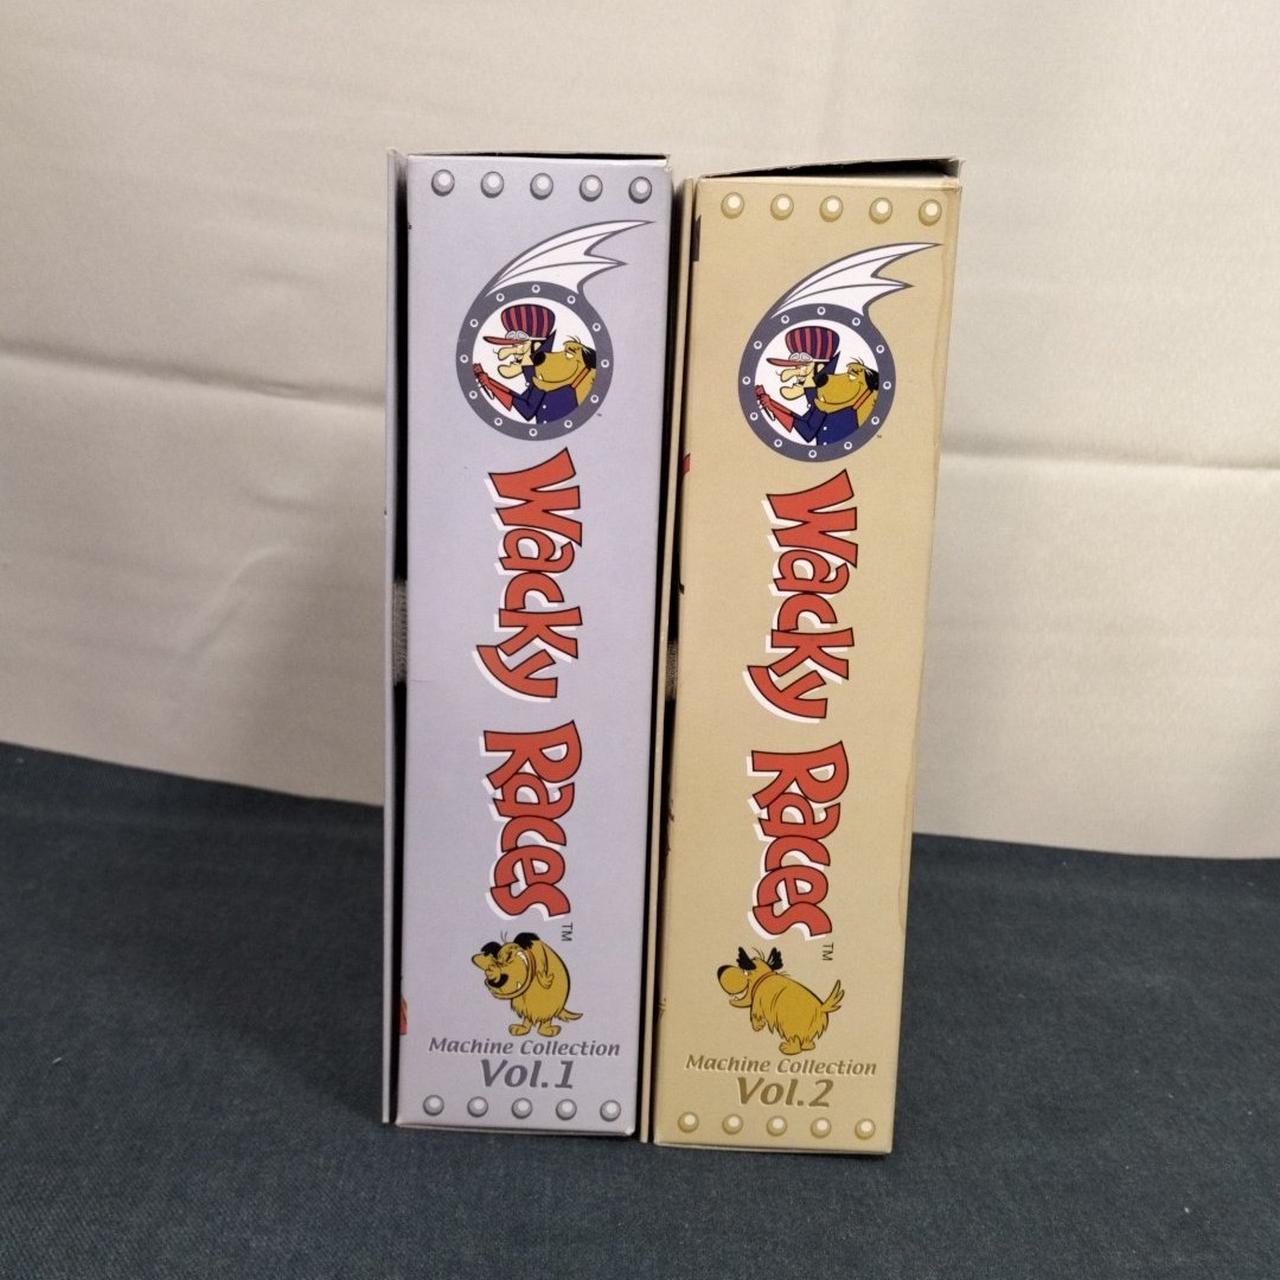 Wacky Races TM
Machine Collection
Vol.1
Wacky Races TM
Machine Collection
Vol.2